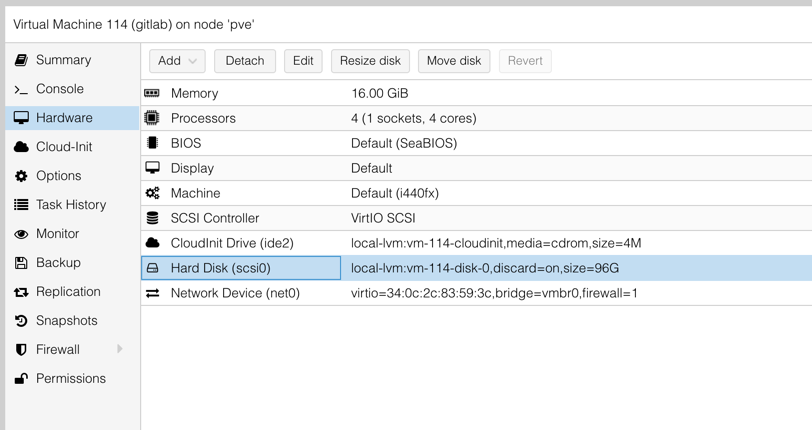 Virtual Machine 114 (gitlab) on node 'pve'
Summary
Console
Hardware
Cloud-Init
Options
Task History
Monitor
Backup
Replication
Snapshots
Firewall
Permissions
Add Detach Edit Resize disk Move disk Revert
Memory 16.00 GiB
Processors 4 (1 sockets, 4 cores)
BIOS Default (SeaBIOS)
Display Default
Machine Default (i440fx)
SCSI Controller VirtIO SCSI
CloudInit Drive (ide2) local-lvm:vm-114-cloudinit,media=cdrom,size=4M
Hard Disk (scsi0) local-lvm:vm-114-disk-0,discard=on,size=96G
Network Device (net0) virtio=34:0c:2c:83:59:3c,bridge=vmbr0,firewall=1